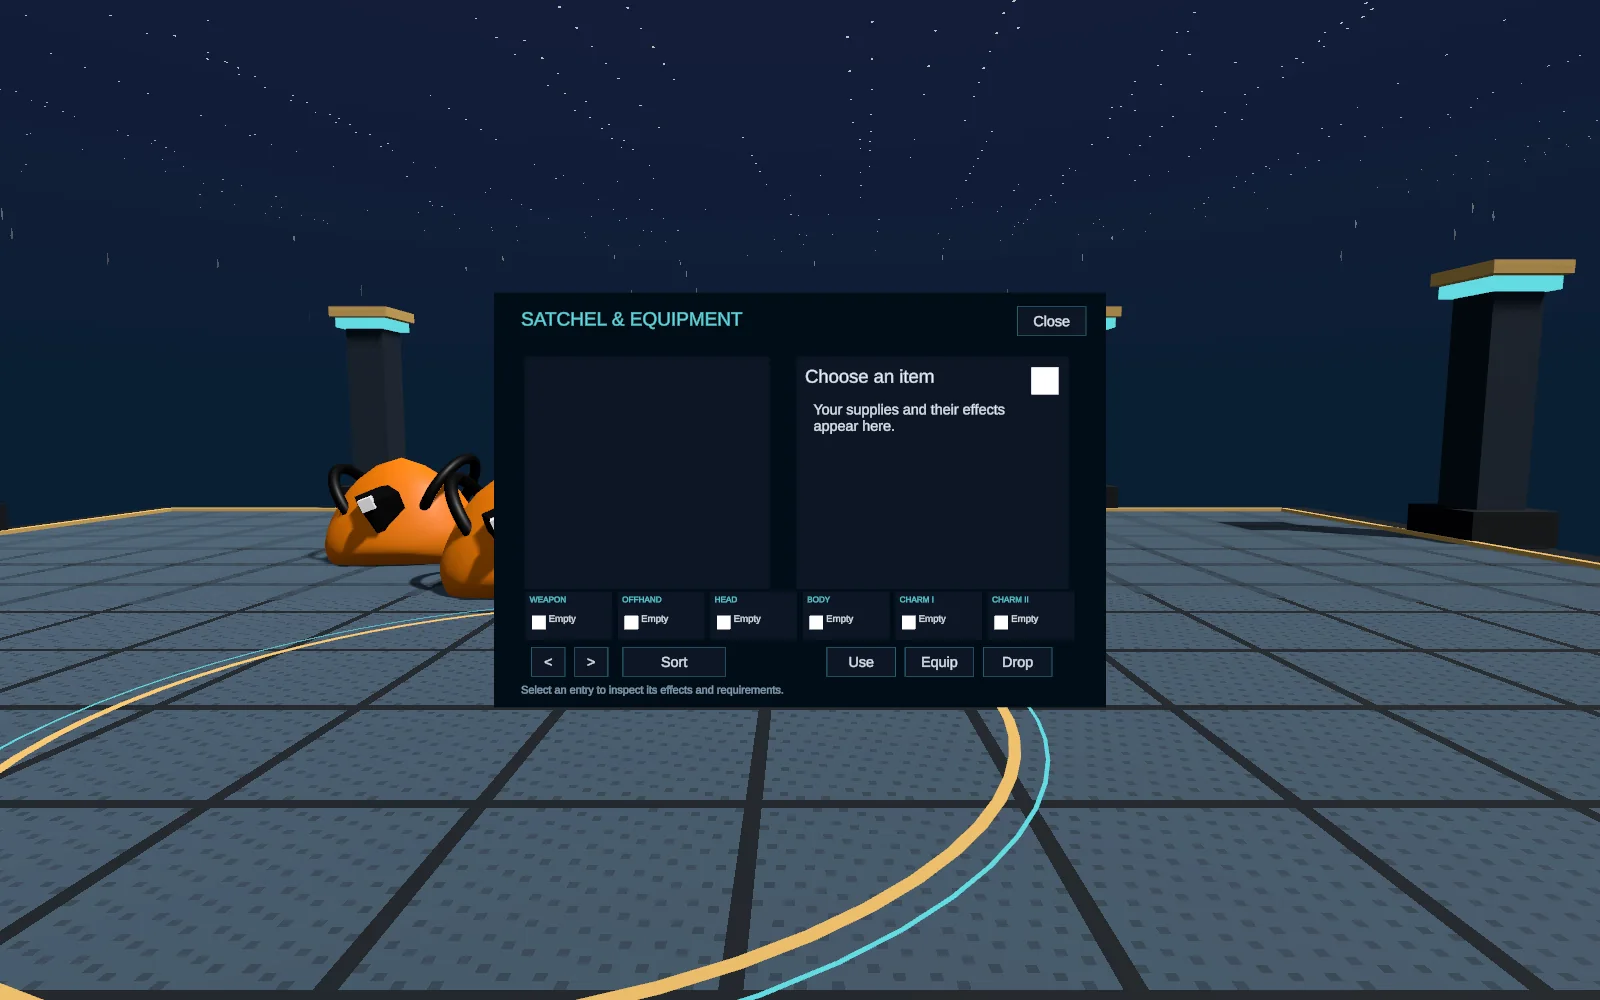 SATCHEL & EQUIPMENT
Close
Choose an item
Your supplies and their effects
appear here.
WEAPON
Empty
OFFHAND
Empty
HEAD
Empty
BODY
Empty
CHARM I
Empty
CHARM II
Empty
<
>
Sort
Use
Equip
Drop
Select an entry to inspect its effects and requirements.